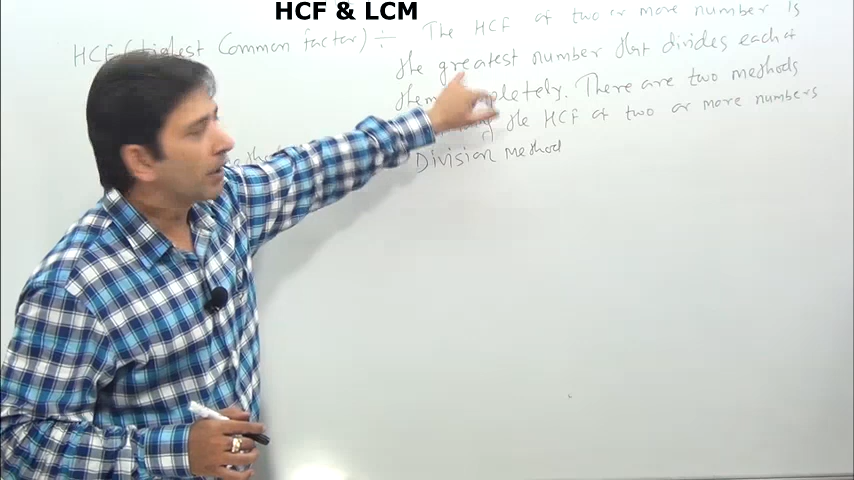 HCF & LCM
HCF (Highest Common factor) ÷ The HCF of two or more number is
the greatest number that divides each of
them completely. There are two methods
the HCF of two or more numbers
Division method